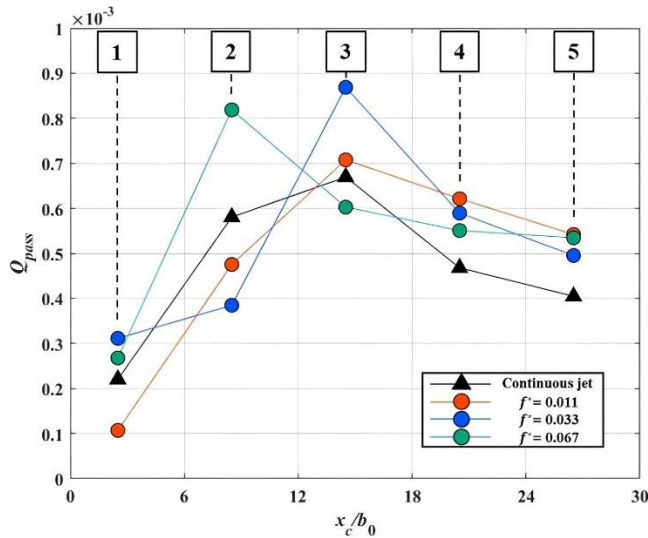 ×10⁻³
1 2 3 4 5
1
0.9
0.8
0.7
0.6
0.5
0.4
0.3
0.2
0.1
0
Q_pass
0 6 12 18 24 30
x_c/b_0
Continuous jet
f* = 0.011
f* = 0.033
f* = 0.067